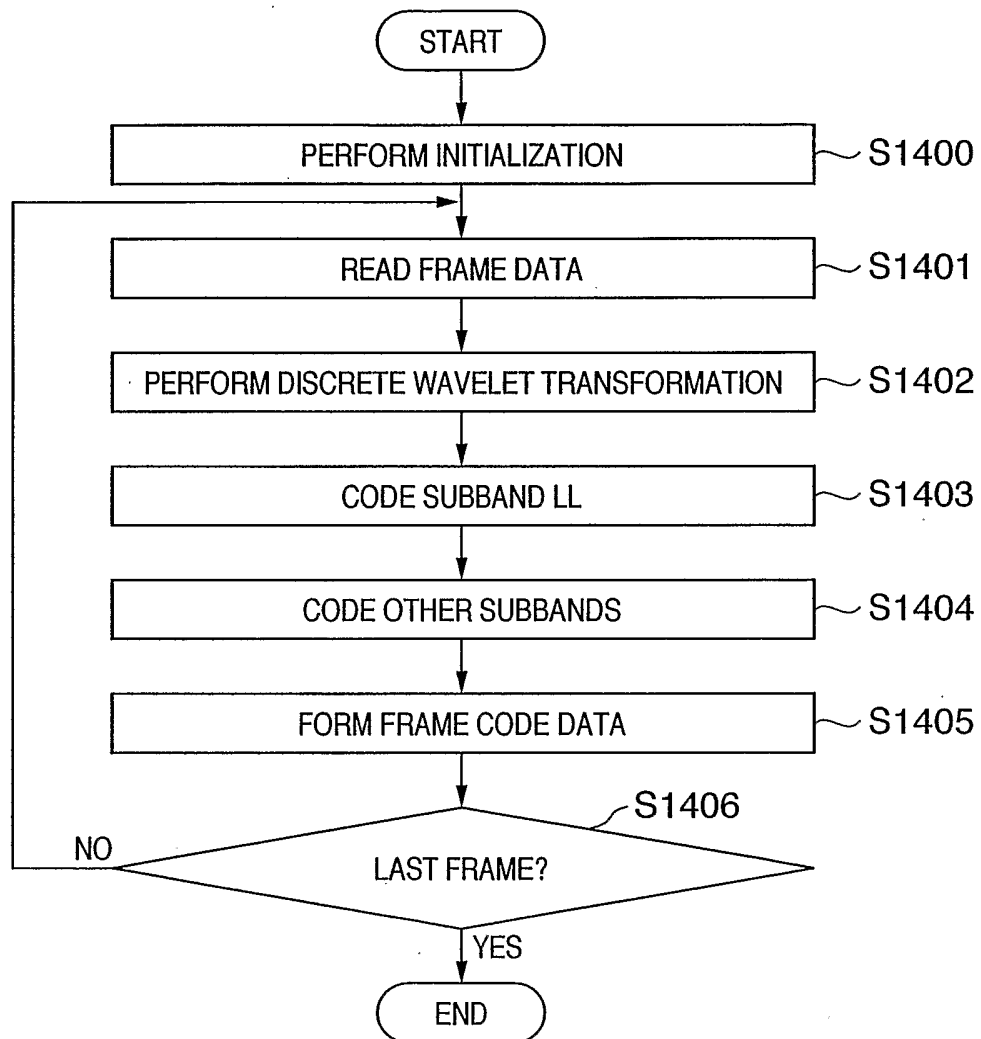 START
PERFORM INITIALIZATION S1400
READ FRAME DATA S1401
PERFORM DISCRETE WAVELET TRANSFORMATION S1402
CODE SUBBAND LL S1403
CODE OTHER SUBBANDS S1404
FORM FRAME CODE DATA S1405
S1406
NO
LAST FRAME?
YES
END